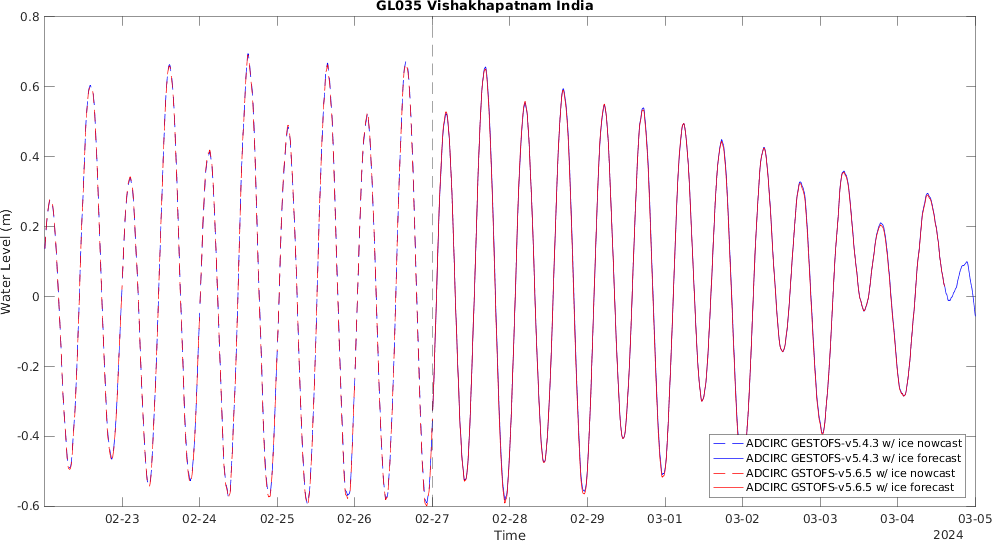 GL035 Vishakhapatnam India
0.8
0.6
0.4
0.2
0
-0.2
-0.4
-0.6
Water Level (m)
ADCIRC GESTOFS-v5.4.3 w/ ice nowcast
ADCIRC GESTOFS-v5.4.3 w/ ice forecast
ADCIRC GSTOFS-v5.6.5 w/ ice nowcast
ADCIRC GSTOFS-v5.6.5 w/ ice forecast
02-23 02-24 02-25 02-26 02-27 02-28 02-29 03-01 03-02 03-03 03-04 03-05
Time
2024